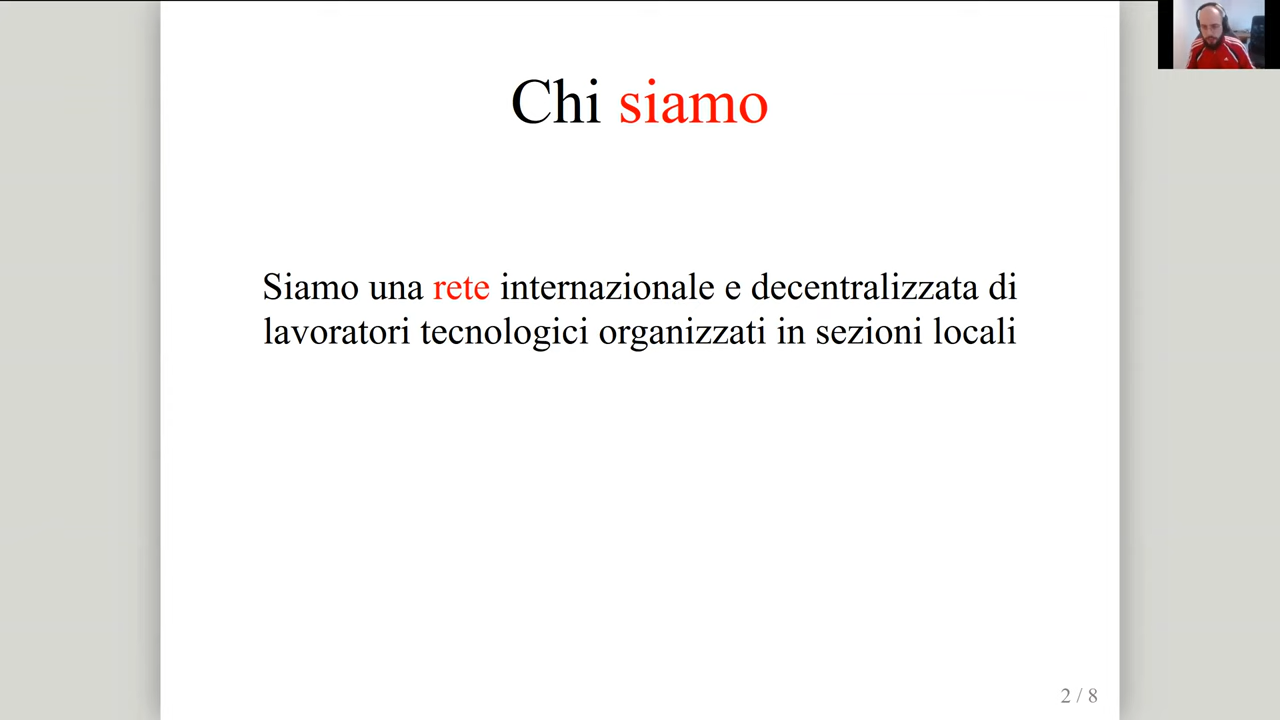 Chi siamo
Siamo una rete internazionale e decentralizzata di
lavoratori tecnologici organizzati in sezioni locali
2 / 8